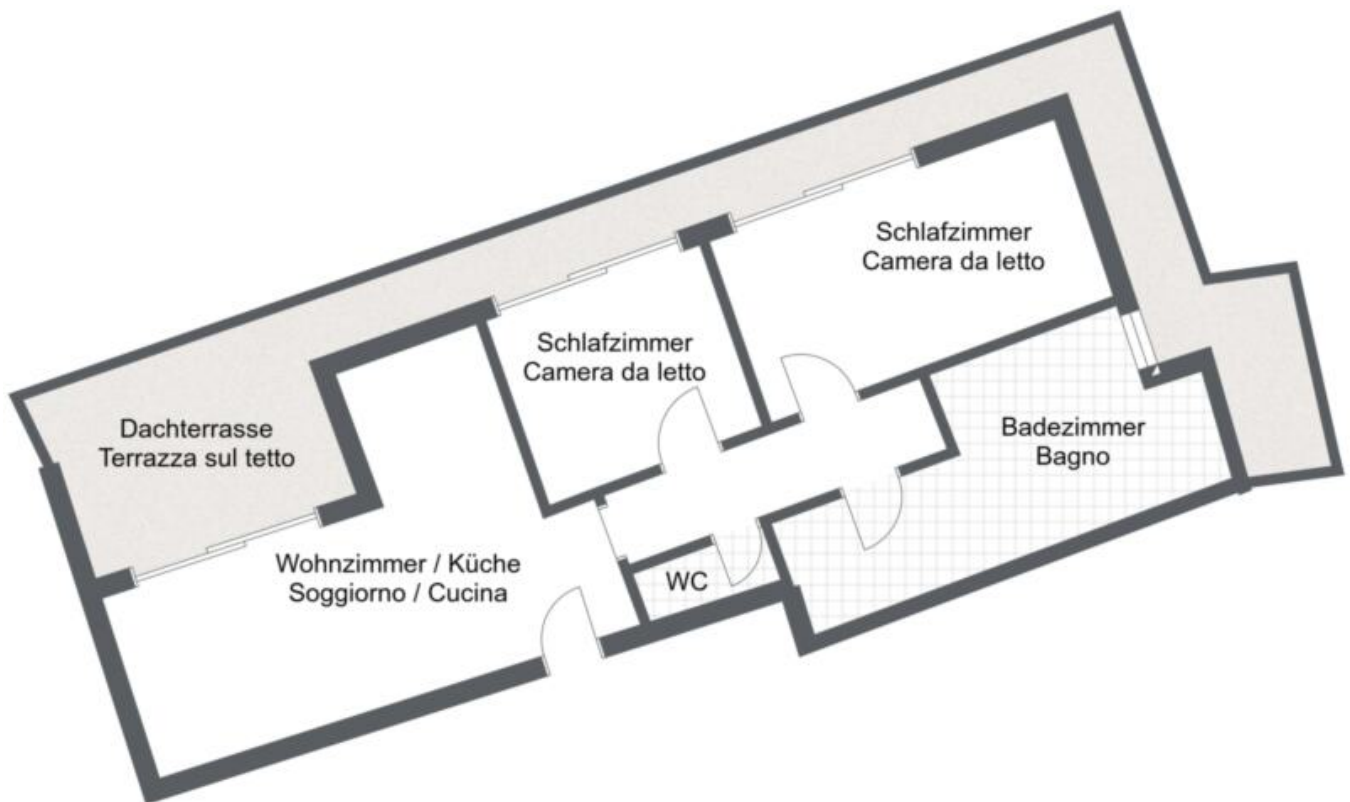 Schlafzimmer
Camera da letto
Schlafzimmer
Camera da letto
Dachterrasse
Terrazza sul tetto
Badezimmer
Bagno
Wohnzimmer / Küche
Soggiorno / Cucina
WC